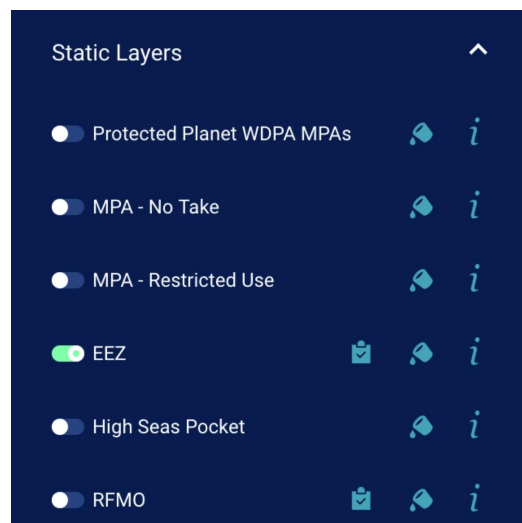 Static Layers
Protected Planet WDPA MPAs
MPA - No Take
MPA - Restricted Use
EEZ
High Seas Pocket
RFMO